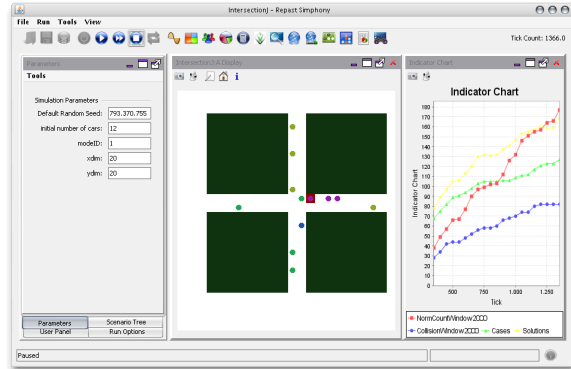 IntersectionJ - Repast Simphony
File Run Tools View
Tick Count: 1366.0
Parameters
Tools
Simulation Parameters
Default Random Seed: 793.370.755
initial number of cars: 12
modeID: 1
xdim: 20
ydim: 20
Parameters
Scenario Tree
User Panel
Run Options
Intersection3:A Display
Indicator Chart
Indicator Chart
Indicator Chart
180
170
160
150
140
130
120
110
100
90
80
70
60
50
40
30
20
10
0
500 750 1.000 1.250
Tick
NormCountWindow2000
CollisionWindow2000 Cases Solutions
Paused